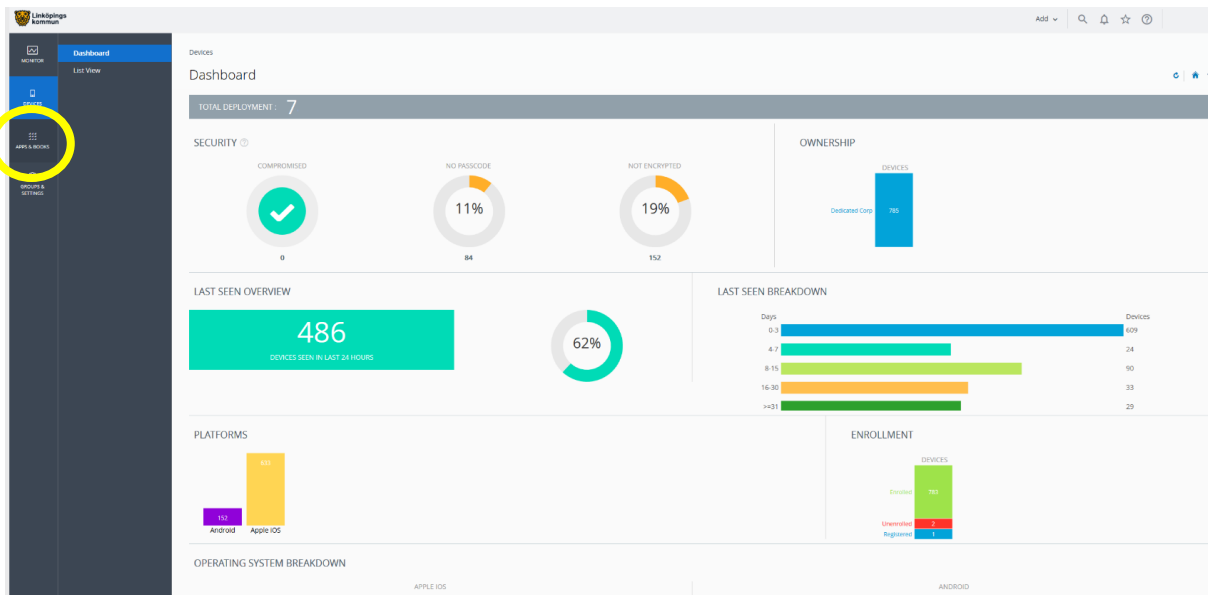 Linköpings
kommun
Add
MONITOR
Dashboard
Devices
List View
Dashboard
DEVICES
TOTAL DEPLOYMENT : 7
APPS & BOOKS
SECURITY
OWNERSHIP
COMPROMISED
NO PASSCODE
NOT ENCRYPTED
DEVICES
GROUPS &
SETTINGS
11%
19%
Dedicated Corp
785
0
84
152
LAST SEEN OVERVIEW
LAST SEEN BREAKDOWN
486
DEVICES SEEN IN LAST 24 HOURS
62%
Days
Devices
0-3
609
4-7
24
8-15
90
16-30
33
>=31
29
PLATFORMS
ENROLLMENT
DEVICES
Enrolled
782
152
Unenrolled
2
Android
Apple iOS
Registered
1
OPERATING SYSTEM BREAKDOWN
APPLE IOS
ANDROID